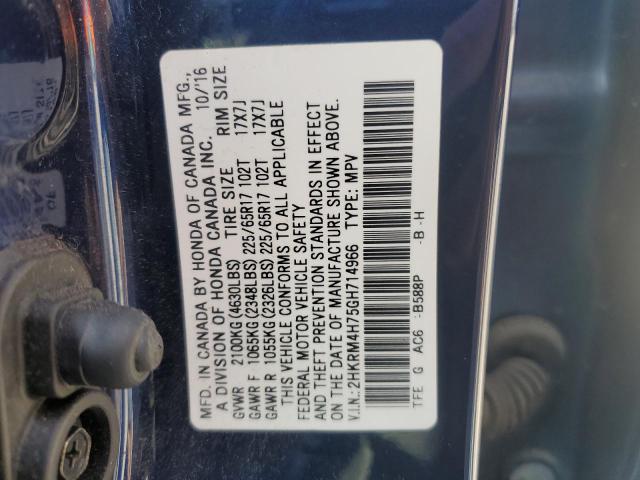 MFD. IN CANADA BY HONDA OF CANADA MFG.,
A DIVISION OF HONDA CANADA INC. 10/'16
GVWR 2100KG(4630LBS) TIRE SIZE RIM SIZE
GAWR F 1065KG(2348LBS) 225/65R17 102T 17X7J
GAWR R 1055KG(2326LBS) 225/65R17 102T 17X7J
THIS VEHICLE CONFORMS TO ALL APPLICABLE
FEDERAL MOTOR VEHICLE SAFETY
AND THEFT PREVENTION STANDARDS IN EFFECT
ON THE DATE OF MANUFACTURE SHOWN ABOVE.
V.I.N.: 2HKRM4H75GH714966 TYPE: MPV
TFE G AC6 -B588P -B -H